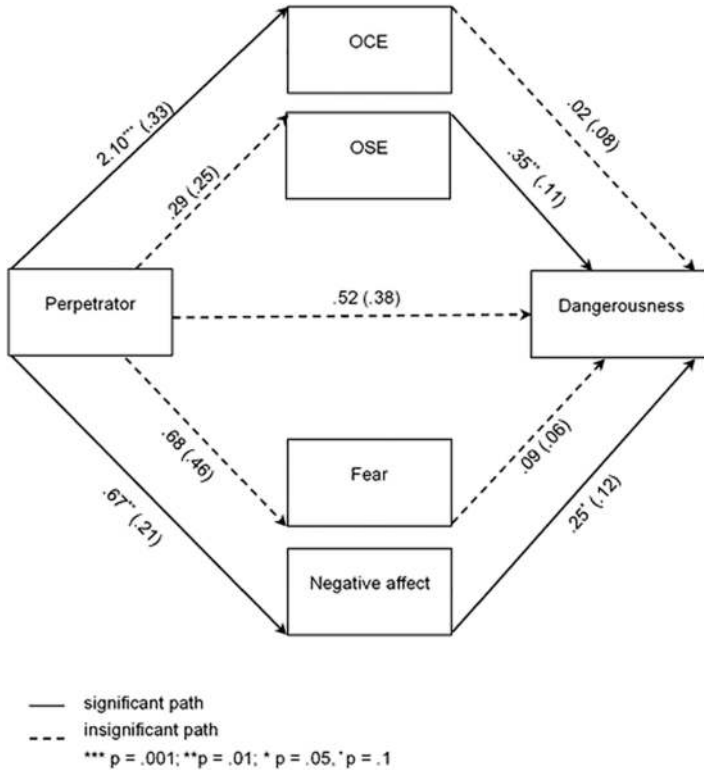 OCE
2.10*** (.33)
.02 (.08)
OSE
.29 (.25)
.35** (.11)
Perpetrator
.52 (.38)
Dangerousness
.68 (.46)
Fear
.09 (.06)
.67** (.21)
Negative affect
.25* (.12)
significant path
insignificant path
*** p = .001; **p = .01; * p = .05, ⁺p = .1